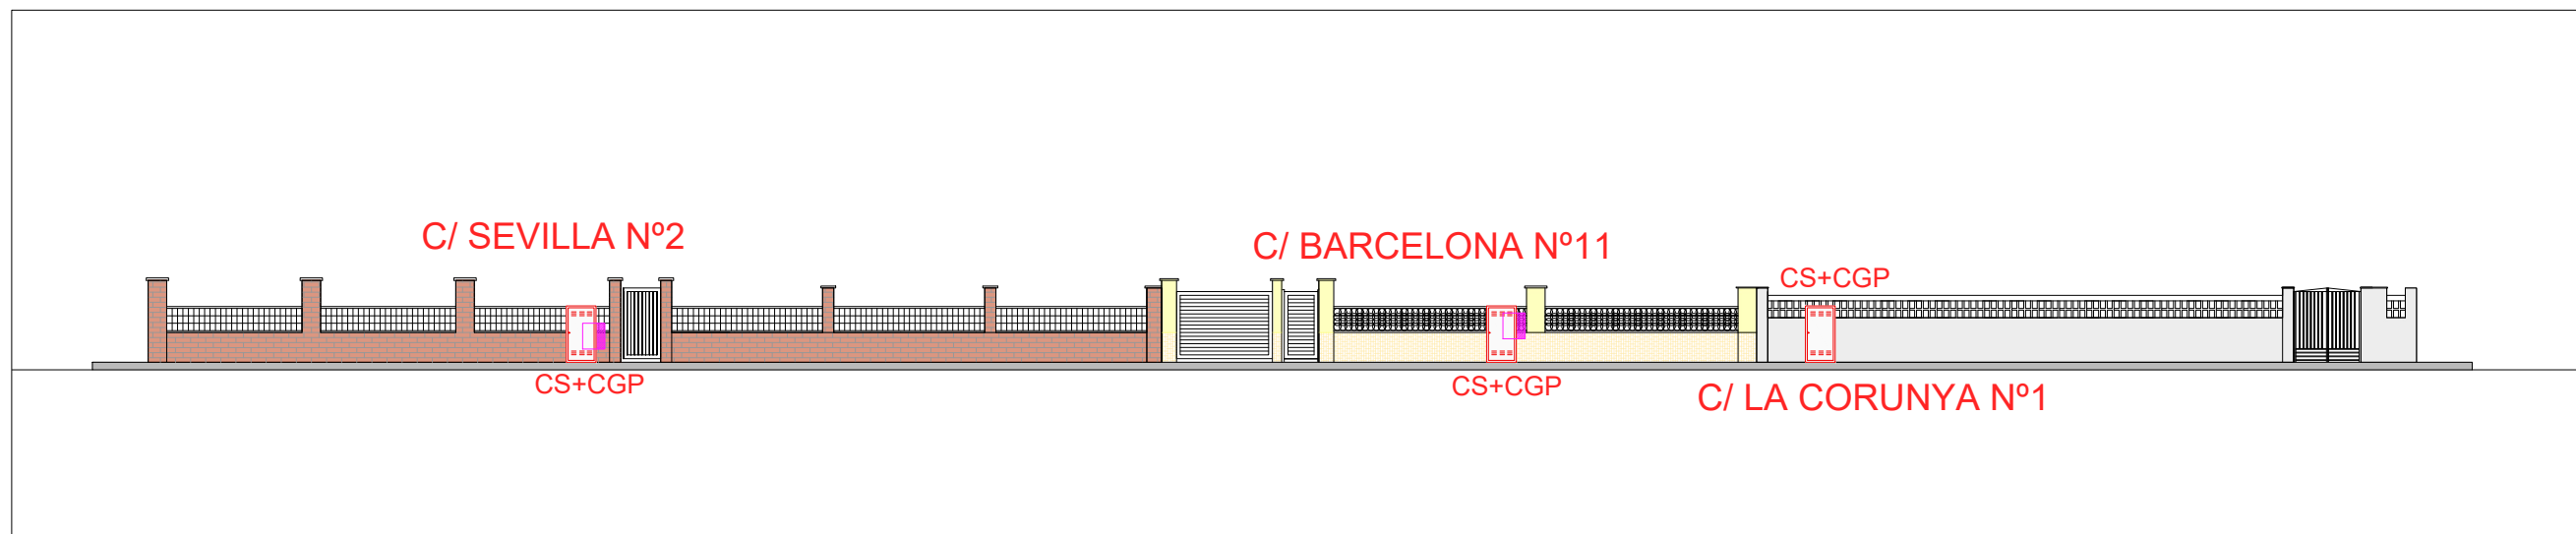 C/ SEVILLA Nº2
C/ BARCELONA Nº11
CS+CGP
CS+CGP
CS+CGP
C/ LA CORUNYA Nº1